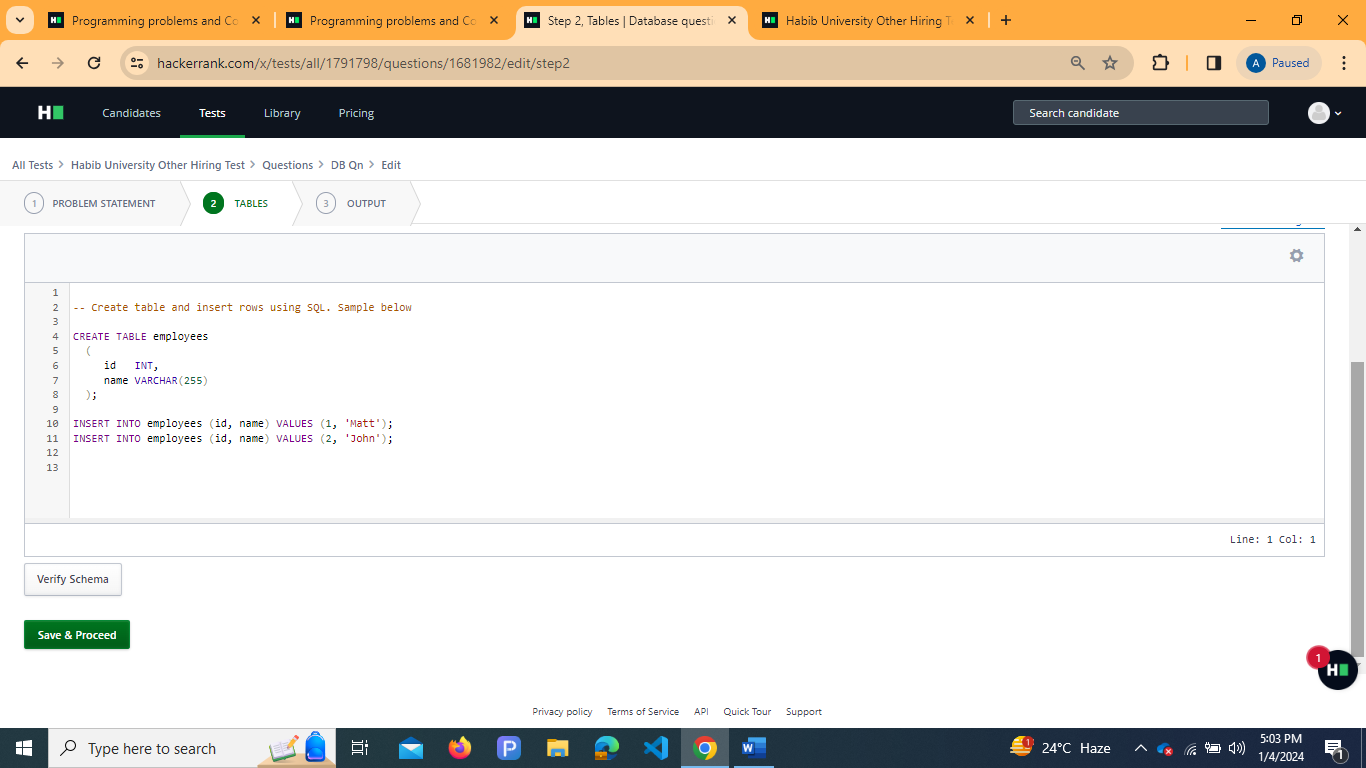 Programming problems and Co
Programming problems and Co
Step 2, Tables | Database questi
Habib University Other Hiring T
hackerrank.com/x/tests/all/1791798/questions/1681982/edit/step2
A Paused
H Candidates Tests Library Pricing Search candidate
All Tests > Habib University Other Hiring Test > Questions > DB Qn > Edit
1 PROBLEM STATEMENT 2 TABLES 3 OUTPUT
1
2 -- Create table and insert rows using SQL. Sample below
3
4 CREATE TABLE employees
5 (
6 id INT,
7 name VARCHAR(255)
8 );
9
10 INSERT INTO employees (id, name) VALUES (1, 'Matt');
11 INSERT INTO employees (id, name) VALUES (2, 'John');
12
13
Line: 1 Col: 1
Verify Schema
Save & Proceed
1
H
Privacy policy Terms of Service API Quick Tour Support
Type here to search
1 24°C Haze
5:03 PM
1/4/2024
1